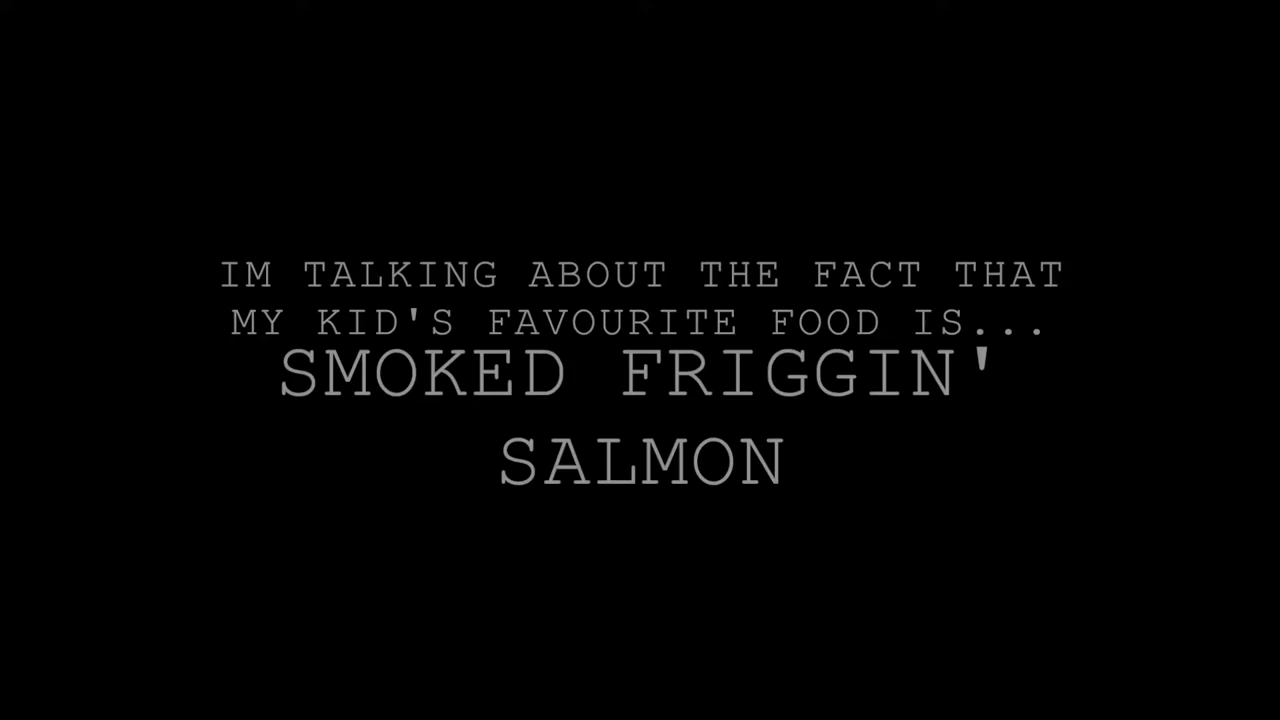 IM TALKING ABOUT THE FACT THAT
MY KID'S FAVOURITE FOOD IS...
SMOKED FRIGGIN'
SALMON